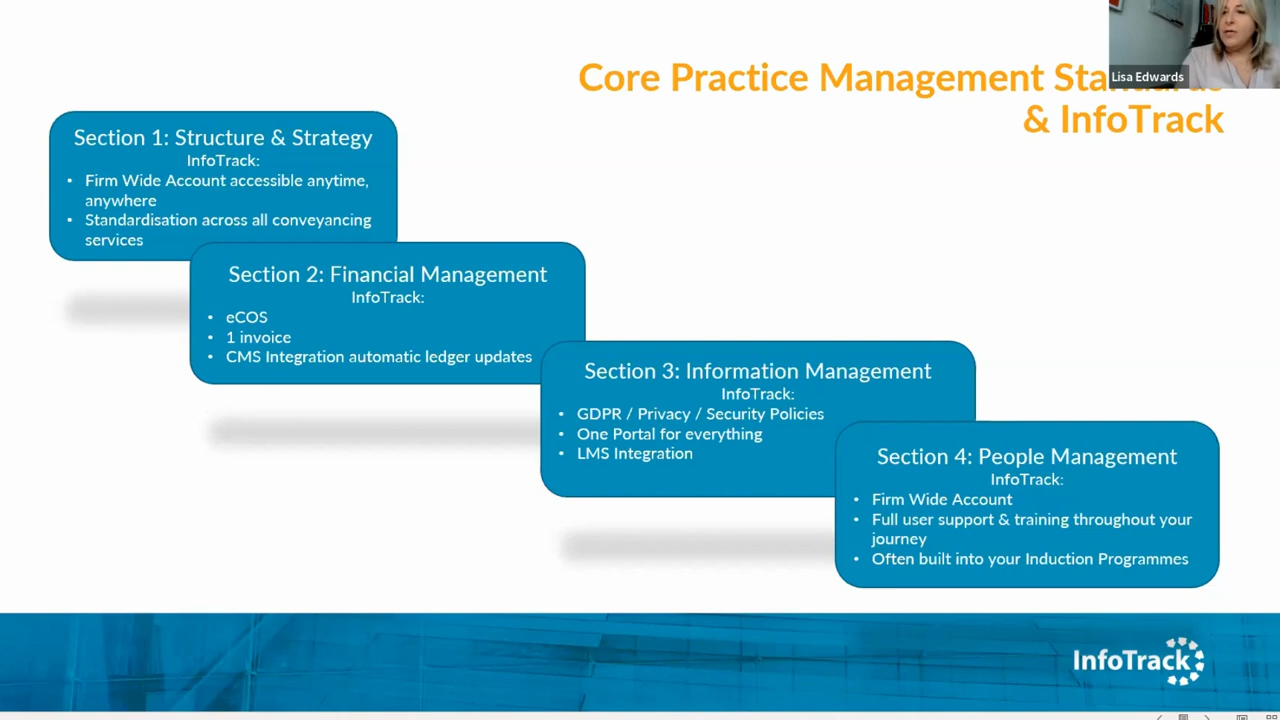 Core Practice Management
& InfoTrack
Lisa Edwards
Section 1: Structure & Strategy
InfoTrack:
• Firm Wide Account accessible anytime,
anywhere
• Standardisation across all conveyancing
services
Section 2: Financial Management
InfoTrack:
• eCOS
• 1 invoice
• CMS Integration automatic ledger updates
Section 3: Information Management
InfoTrack:
• GDPR / Privacy / Security Policies
• One Portal for everything
• LMS Integration
Section 4: People Management
InfoTrack:
• Firm Wide Account
• Full user support & training throughout your
journey
• Often built into your Induction Programmes
InfoTrack